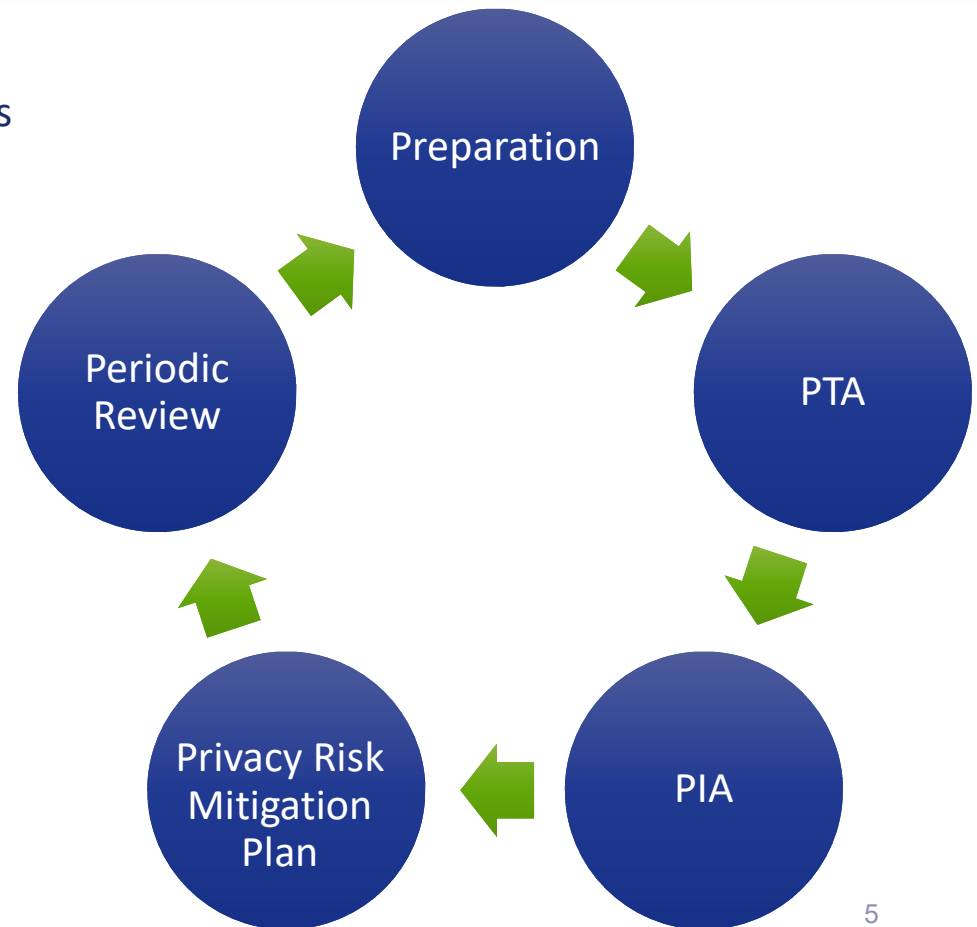 Preparation
PTA
PIA
Privacy Risk
Mitigation
Plan
Periodic
Review
5